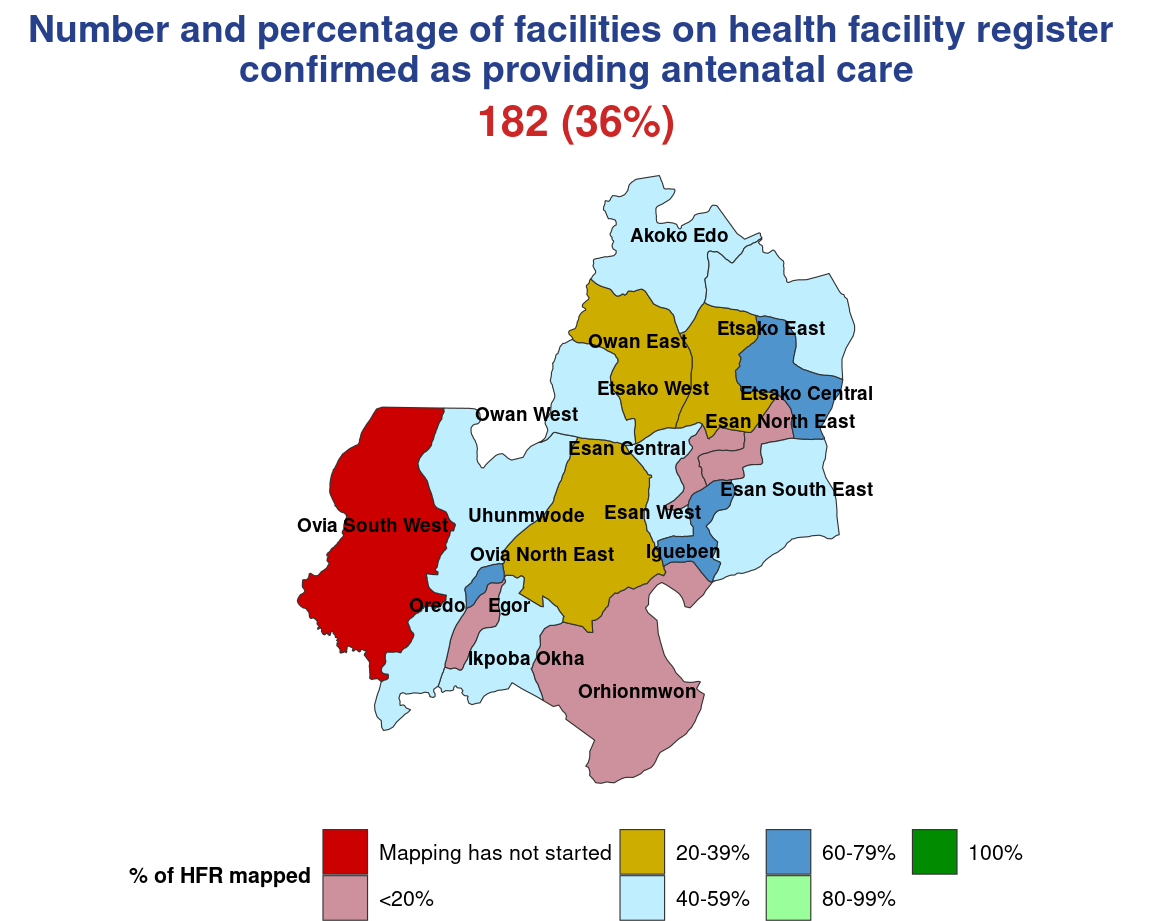 Number and percentage of facilities on health facility register
confirmed as providing antenatal care
182 (36%)
Akoko Edo
Etsako East
Owan East
Etsako West
Etsako Central
Owan West
Esan North East
Esan Central
Esan South East
Uhunmwode
Esan West
Ovia South West
Ovia North East
Igueben
Oredo
Egor
Ikpoba Okha
Orhionmwon
% of HFR mapped
Mapping has not started
20-39%
60-79%
100%
<20%
40-59%
80-99%